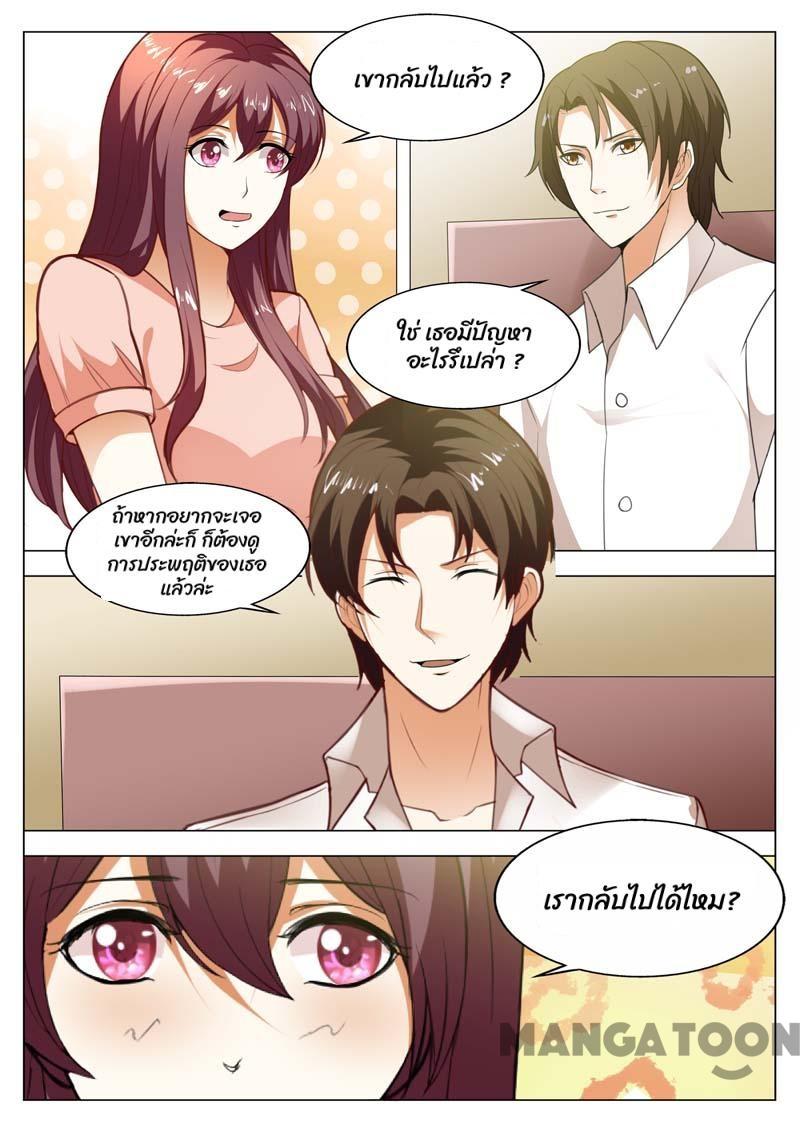 เขากลับไปแล้ว ?
ใช่ เธอมีปัญหา
อะไรรึเปล่า ?
ถ้าหากอยากจะเจอ
เขาอีกล่ะก็ ก็ต้องดู
การประพฤติของเธอ
แล้วล่ะ
เรากลับไปได้ไหม?
MANGATOON